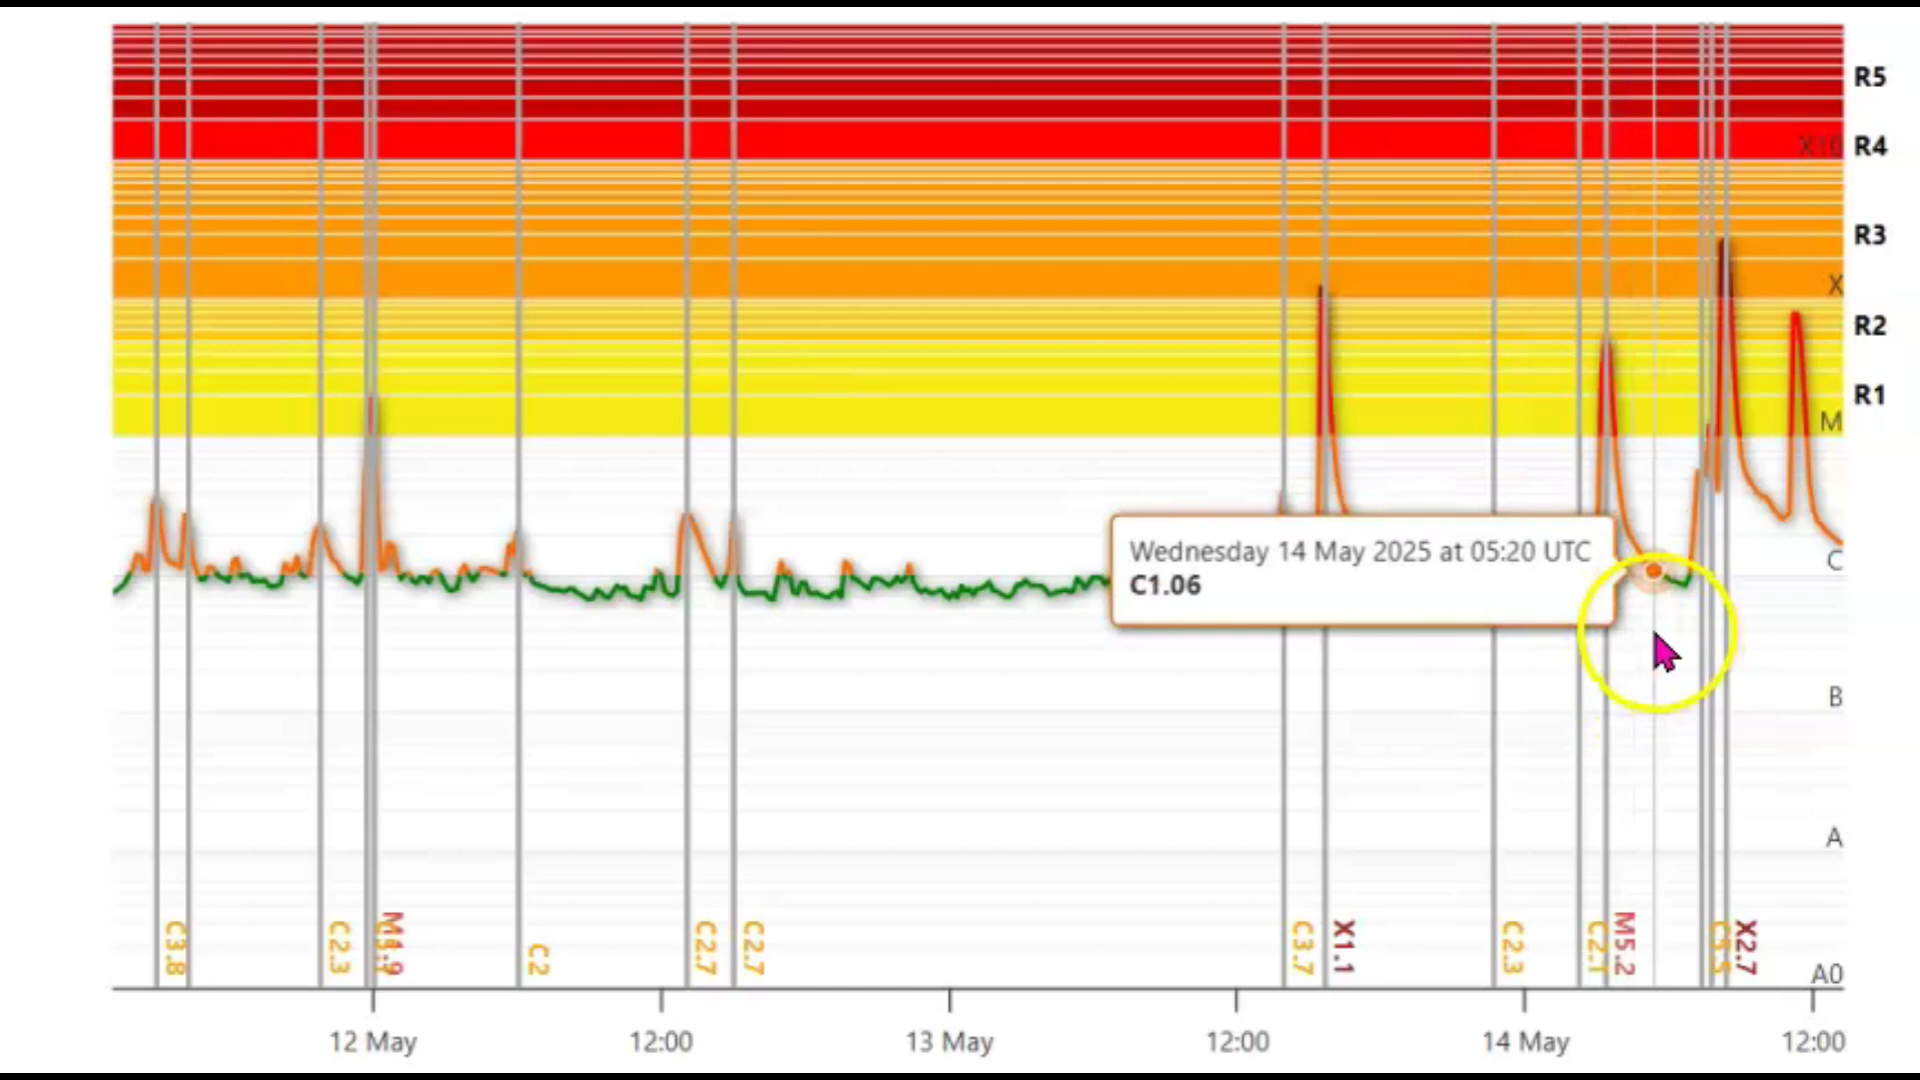 R5
X10
R4
R3
X
R2
R1
M
Wednesday 14 May 2025 at 05:20 UTC
C1.06
C
B
A
C3.8
C2.3
M1.9
C2
C2.7
C2.7
C3.7
X1.1
C2.3
C2.1
M5.2
X2.7
A0
12 May
12:00
13 May
12:00
14 May
12:00